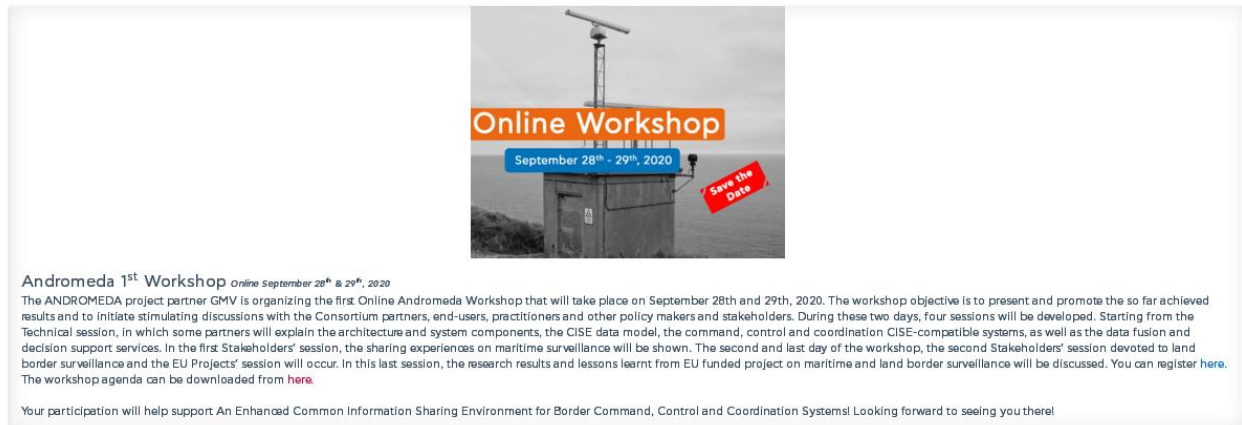 Online Workshop
September 28th - 29th, 2020
Save the
Date
Andromeda 1st Workshop Online September 28th & 29th, 2020
The ANDROMEDA project partner GMV is organizing the first Online Andromeda Workshop that will take place on September 28th and 29th, 2020. The workshop objective is to present and promote the so far achieved
results and to initiate stimulating discussions with the Consortium partners, end-users, practitioners and other policy makers and stakeholders. During these two days, four sessions will be developed. Starting from the
Technical session, in which some partners will explain the architecture and system components, the CISE data model, the command, control and coordination CISE-compatible systems, as well as the data fusion and
decision support services. In the first Stakeholders' session, the sharing experiences on maritime surveillance will be shown. The second and last day of the workshop, the second Stakeholders' session devoted to land
border surveillance and the EU Projects' session will occur. In this last session, the research results and lessons learnt from EU funded project on maritime and land border surveillance will be discussed. You can register here.
The workshop agenda can be downloaded from here.
Your participation will help support An Enhanced Common Information Sharing Environment for Border Command, Control and Coordination Systems! Looking forward to seeing you there!